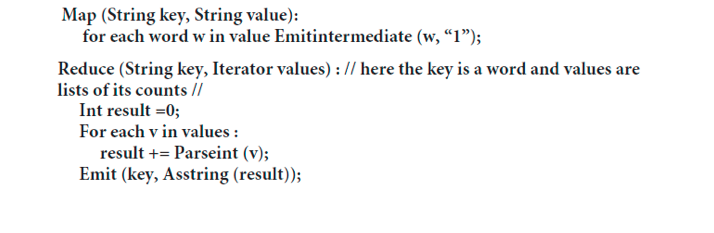 Map (String key, String value):
for each word w in value Emitintermediate (w, “1”);
Reduce (String key, Iterator values) : // here the key is a word and values are
lists of its counts //
Int result =0;
For each v in values :
result += Parseint (v);
Emit (key, Asstring (result));